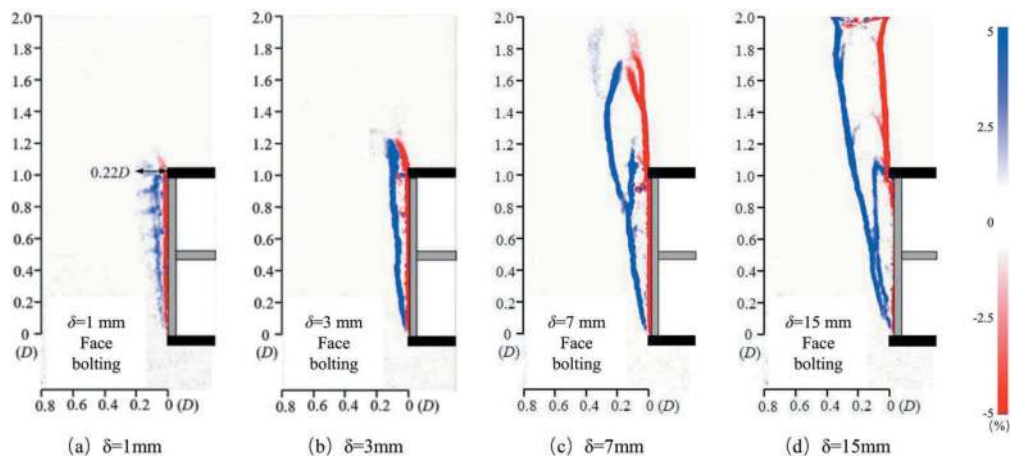 2.0
1.8
1.6
1.4
1.2
1.0
0.8
0.6
0.4
0.2
0
(D)
0.22D
δ=1 mm
Face
bolting
0.8 0.6 0.4 0.2 0 (D)
(a) δ=1mm
2.0
1.8
1.6
1.4
1.2
1.0
0.8
0.6
0.4
0.2
0
(D)
δ=3 mm
Face
bolting
0.8 0.6 0.4 0.2 0 (D)
(b) δ=3mm
2.0
1.8
1.6
1.4
1.2
1.0
0.8
0.6
0.4
0.2
0
(D)
δ=7 mm
Face
bolting
0.8 0.6 0.4 0.2 0 (D)
(c) δ=7mm
2.0
1.8
1.6
1.4
1.2
1.0
0.8
0.6
0.4
0.2
0
(D)
δ=15 mm
Face
bolting
0.8 0.6 0.4 0.2 0 (D)
(d) δ=15mm
5
2.5
0
-2.5
-5
(%)